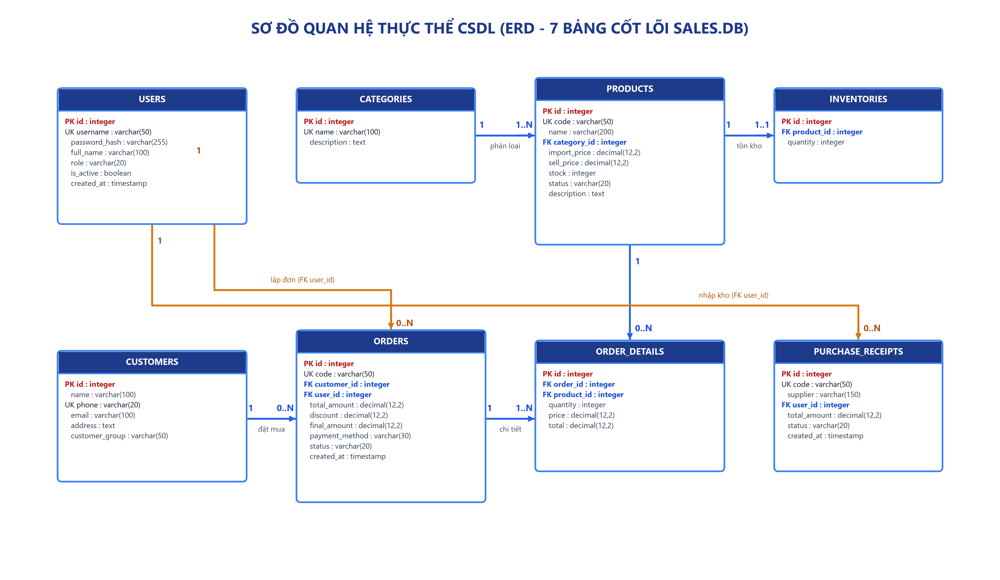 SƠ ĐỒ QUAN HỆ THỰC THỂ CSDL (ERD - 7 BẢNG CỐT LÕI SALES.DB)
USERS
PK id : integer
UK username : varchar(50)
password_hash : varchar(255)
full_name : varchar(100)
role : varchar(20)
is_active : boolean
created_at : timestamp
1
CATEGORIES
PK id : integer
UK name : varchar(100)
description : text
1
1..N
phân loại
PRODUCTS
PK id : integer
UK code : varchar(50)
name : varchar(200)
FK category_id : integer
import_price : decimal(12,2)
sell_price : decimal(12,2)
stock : integer
status : varchar(20)
description : text
1
1..1
tồn kho
INVENTORIES
PK id : integer
FK product_id : integer
quantity : integer
1
1
lập đơn (FK user_id)
nhập kho (FK user_id)
0..N
0..N
0..N
CUSTOMERS
PK id : integer
name : varchar(100)
UK phone : varchar(20)
email : varchar(100)
address : text
customer_group : varchar(50)
1
0..N
đặt mua
ORDERS
PK id : integer
UK code : varchar(50)
FK customer_id : integer
FK user_id : integer
total_amount : decimal(12,2)
discount : decimal(12,2)
final_amount : decimal(12,2)
payment_method : varchar(30)
status : varchar(20)
created_at : timestamp
1
1..N
chi tiết
ORDER_DETAILS
PK id : integer
FK order_id : integer
FK product_id : integer
quantity : integer
price : decimal(12,2)
total : decimal(12,2)
PURCHASE_RECEIPTS
PK id : integer
UK code : varchar(50)
supplier : varchar(150)
FK user_id : integer
total_amount : decimal(12,2)
status : varchar(20)
created_at : timestamp